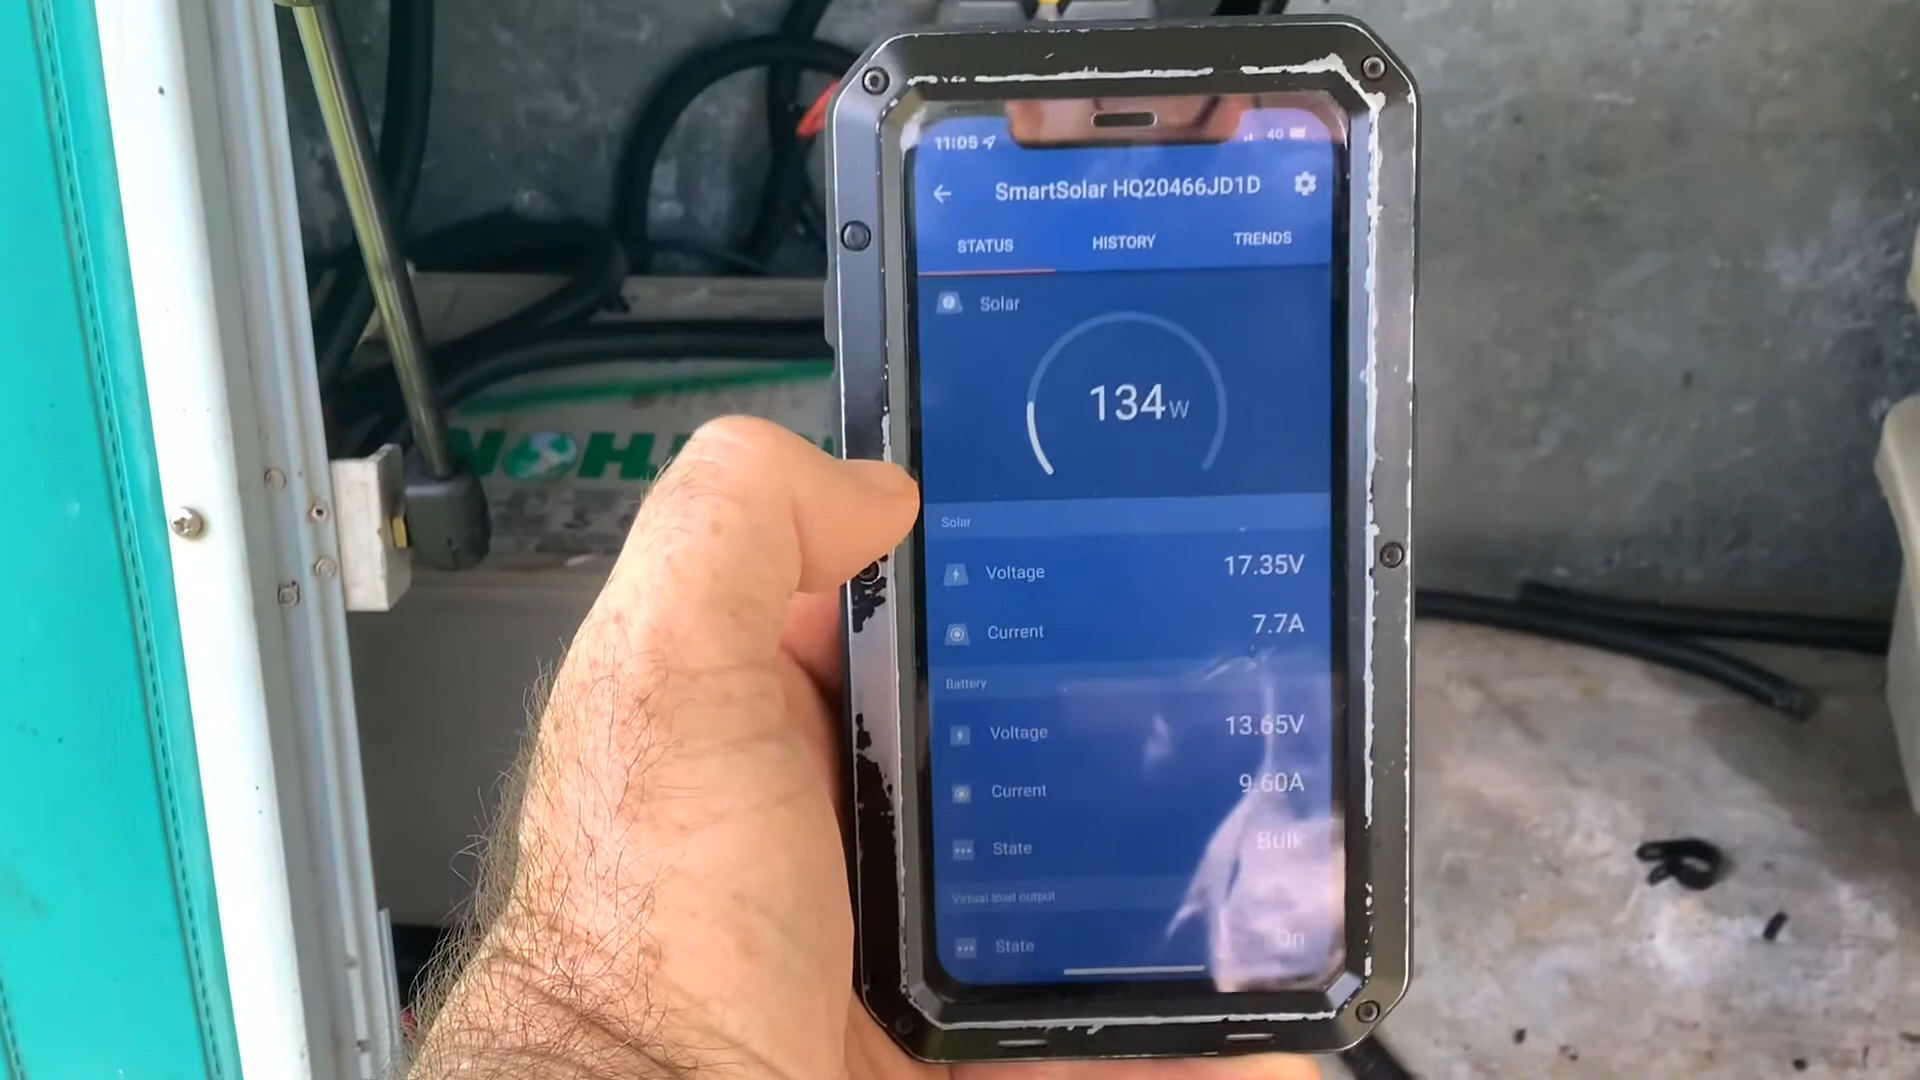 11:05
4G
SmartSolar HQ20466JD1D
STATUS
HISTORY
TRENDS
Solar
134W
Solar
Voltage
17.35V
Current
7.7A
Battery
Voltage
13.65V
Current
9.60A
State
Bulk
Virtual load output
State
On